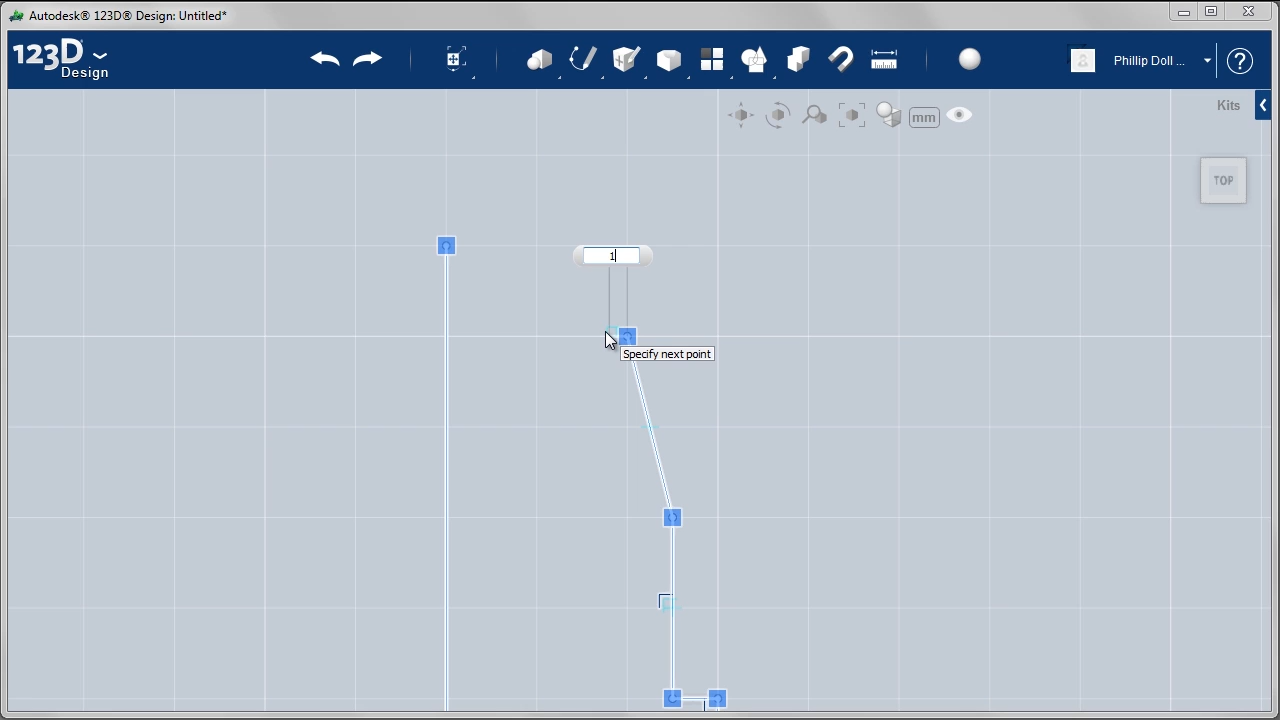 Autodesk® 123D® Design: Untitled*
123D
Design
Phillip Doll ...
?
mm
Kits
TOP
1
Specify next point